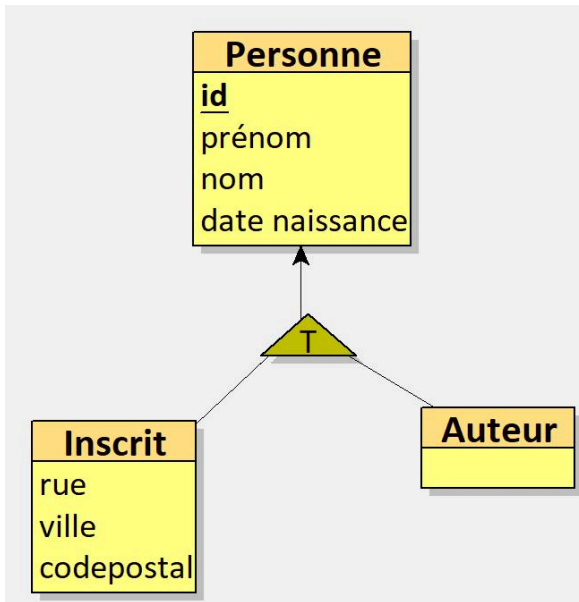 Personne
id
prénom
nom
date naissance
T
Inscrit
rue
ville
codepostal
Auteur